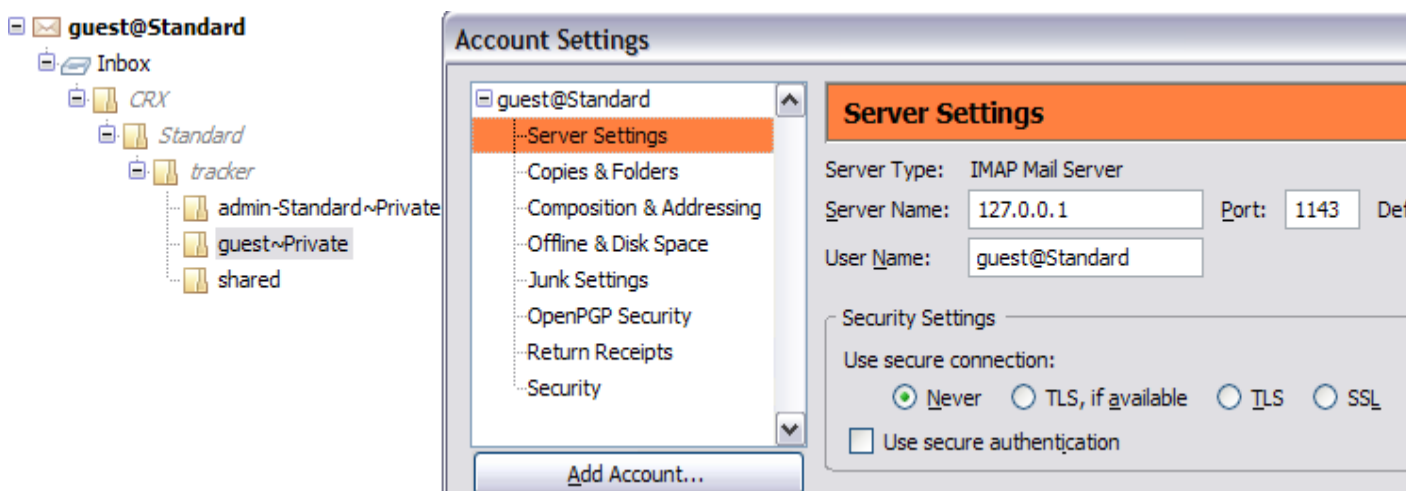 guest@Standard
Inbox
CRX
Standard
tracker
admin-Standard~Private
guest~Private
shared
Account Settings
guest@Standard
Server Settings
Copies & Folders
Composition & Addressing
Offline & Disk Space
Junk Settings
OpenPGP Security
Return Receipts
Security
Add Account...
Server Settings
Server Type: IMAP Mail Server
Server Name: 127.0.0.1 Port: 1143
User Name: guest@Standard
Security Settings
Use secure connection:
Never TLS, if available TLS SSL
Use secure authentication